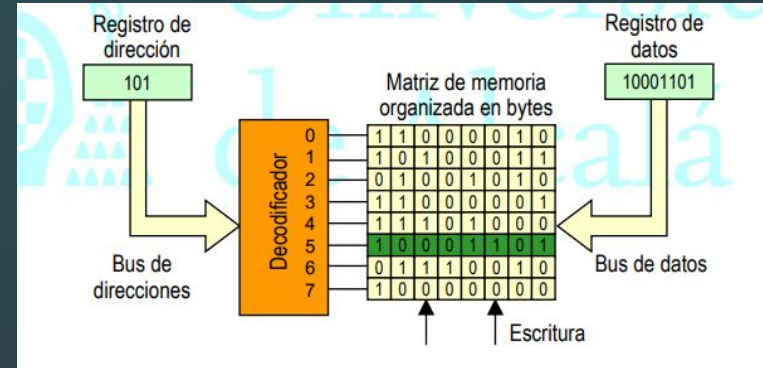 Universi
de Alcalá
Registro de
dirección
101
Registro de
datos
10001101
Matriz de memoria
organizada en bytes
Decodificador
0 1 1 0 0 0 0 1 0
1 1 0 1 0 0 0 1 1
2 0 1 0 0 1 0 1 0
3 1 1 0 0 0 0 0 1
4 1 1 1 0 1 0 0 0
5 1 0 0 0 1 1 0 1
6 0 1 1 1 0 0 1 0
7 1 0 0 0 0 0 0 0
Bus de
direcciones
Bus de datos
Escritura